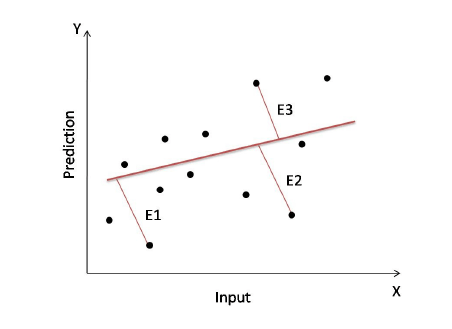 Y
Prediction
E3
E2
E1
Input
X